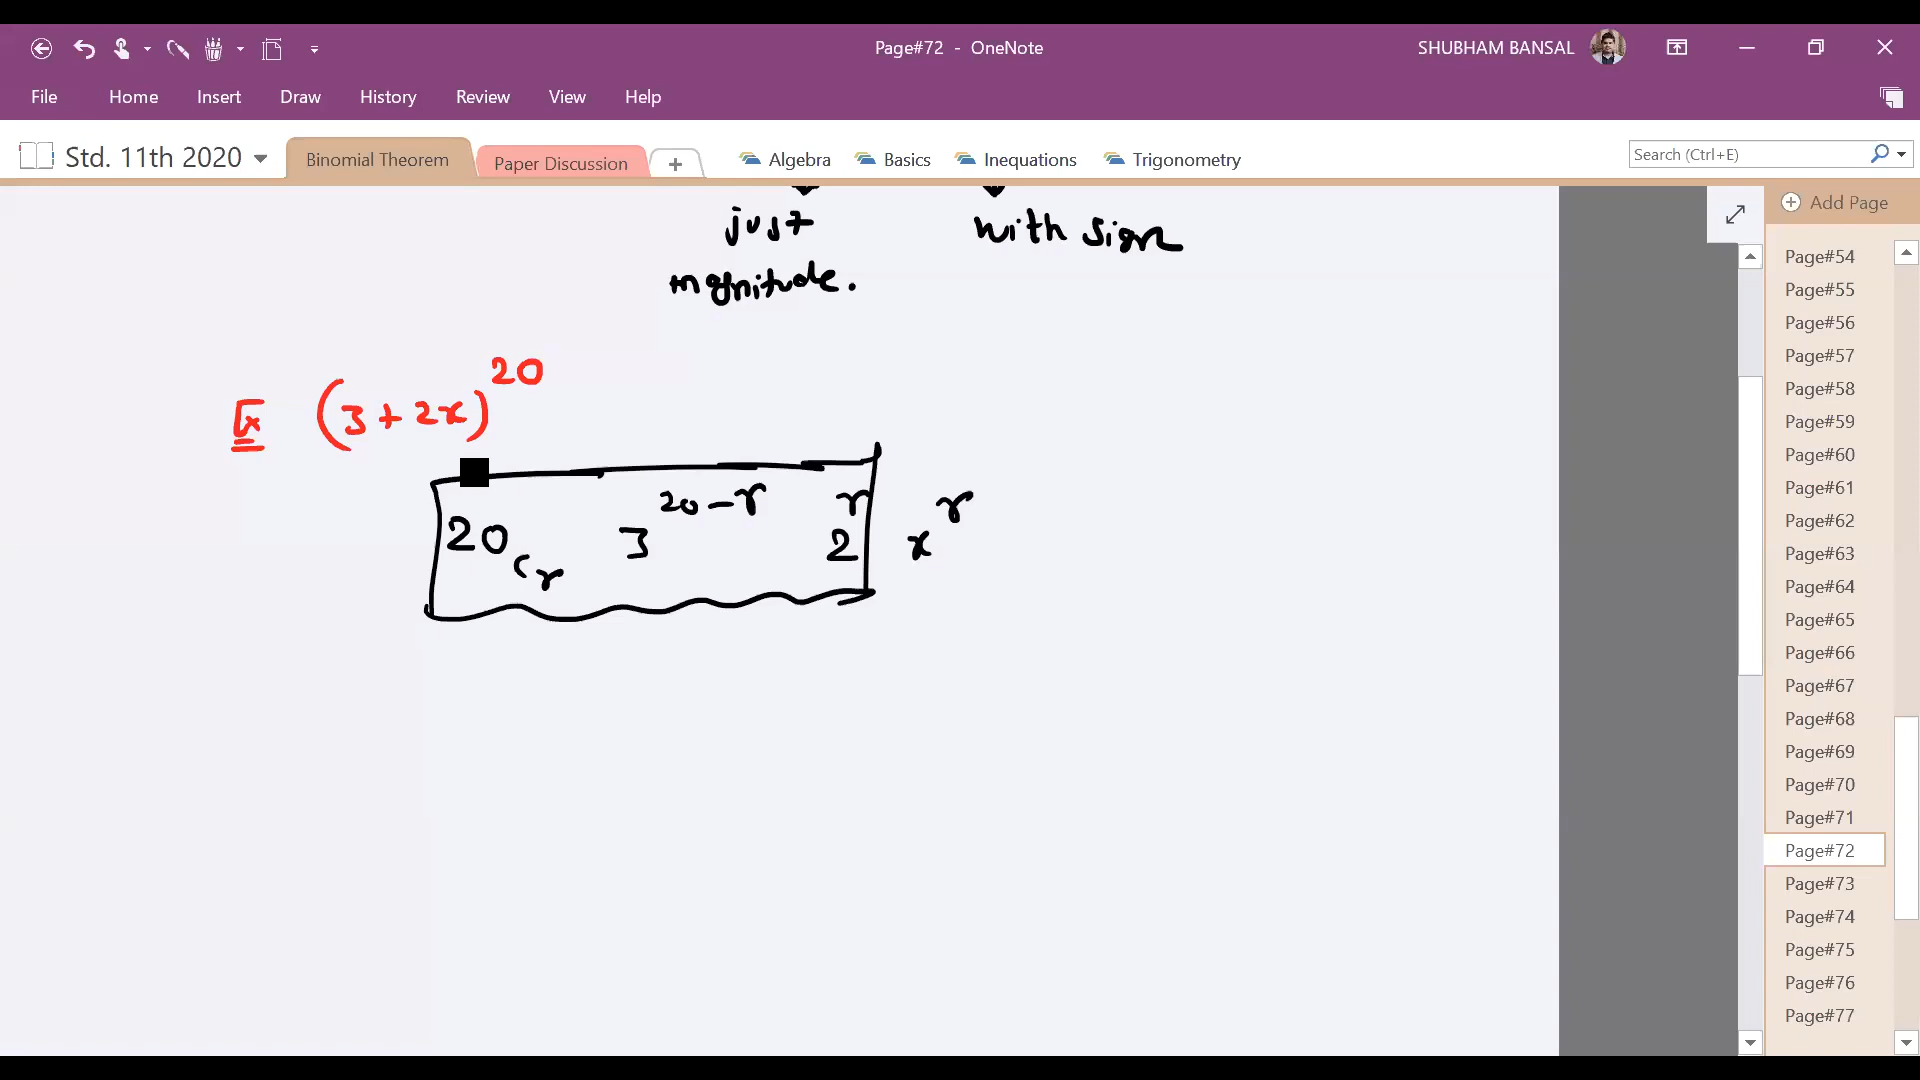 Page#72 - OneNote
SHUBHAM BANSAL
File Home Insert Draw History Review View Help
Std. 11th 2020
Binomial Theorem
Paper Discussion
+
Algebra
Basics
Inequations
Trigonometry
Search (Ctrl+E)
Add Page
just
mgnitude.
with sign
Ex (3+2x)^20
20Cr 3^20-r 2^r x^r
Page#54
Page#55
Page#56
Page#57
Page#58
Page#59
Page#60
Page#61
Page#62
Page#63
Page#64
Page#65
Page#66
Page#67
Page#68
Page#69
Page#70
Page#71
Page#72
Page#73
Page#74
Page#75
Page#76
Page#77